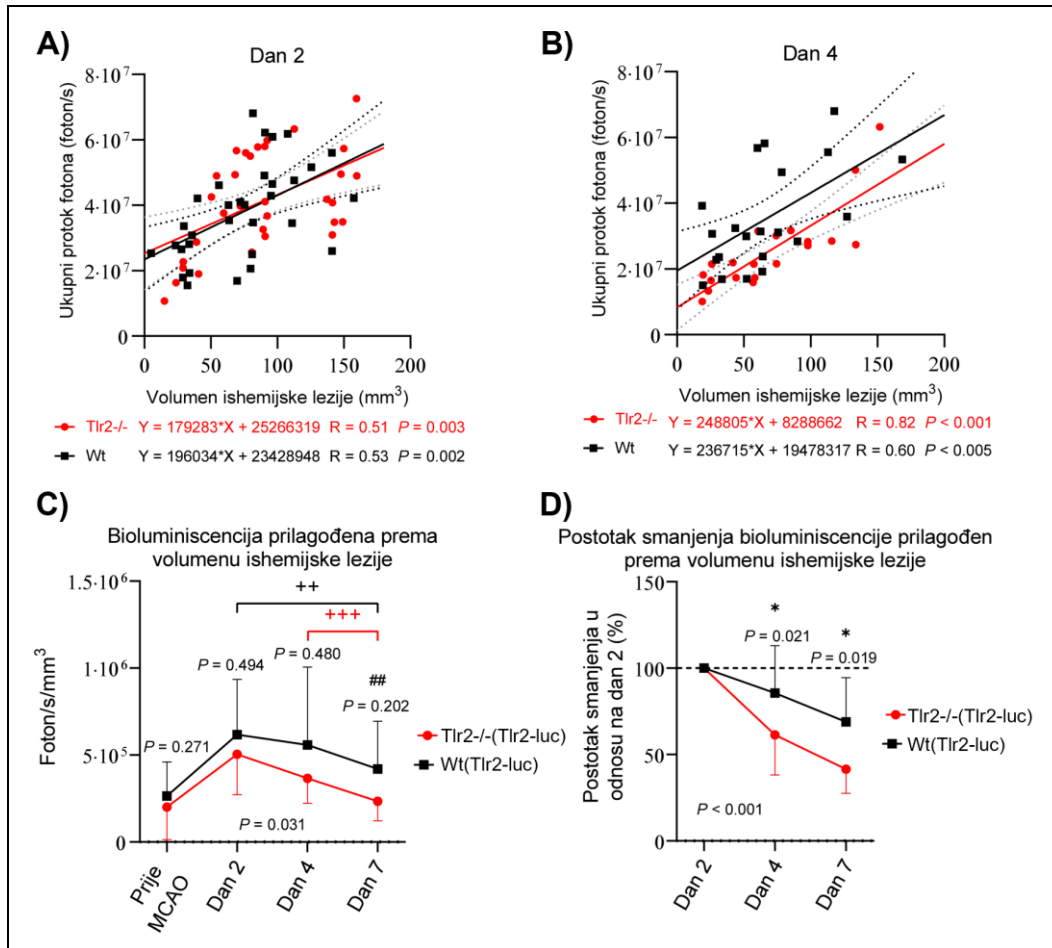 A)
Dan 2
Ukupni protok fotona (foton/s)
8·10⁷
6·10⁷
4·10⁷
2·10⁷
0
0 50 100 150 200
Volumen ishemijske lezije (mm³)
Tlr2-/- Y = 179283*X + 25266319 R = 0.51 P = 0.003
Wt Y = 196034*X + 23428948 R = 0.53 P = 0.002
B)
Dan 4
Ukupni protok fotona (foton/s)
8·10⁷
6·10⁷
4·10⁷
2·10⁷
0
0 50 100 150 200
Volumen ishemijske lezije (mm³)
Tlr2-/- Y = 248805*X + 8288662 R = 0.82 P < 0.001
Wt Y = 236715*X + 19478317 R = 0.60 P < 0.005
C)
Bioluminiscencija prilagođena prema
volumenu ishemijske lezije
Foton/s/mm³
1.5·10⁶
1·10⁶
5·10⁵
0
++
+++
##
P = 0.271
P = 0.494
P = 0.480
P = 0.202
P = 0.031
Prije
MCAO
Dan 2
Dan 4
Dan 7
Tlr2-/-(Tlr2-luc)
Wt(Tlr2-luc)
D)
Postotak smanjenja bioluminiscencije prilagođen
prema volumenu ishemijske lezije
Postotak smanjenja u
odnosu na dan 2 (%)
150
100
50
0
*
P = 0.021
*
P = 0.019
P < 0.001
Dan 2
Dan 4
Dan 7
Tlr2-/-(Tlr2-luc)
Wt(Tlr2-luc)